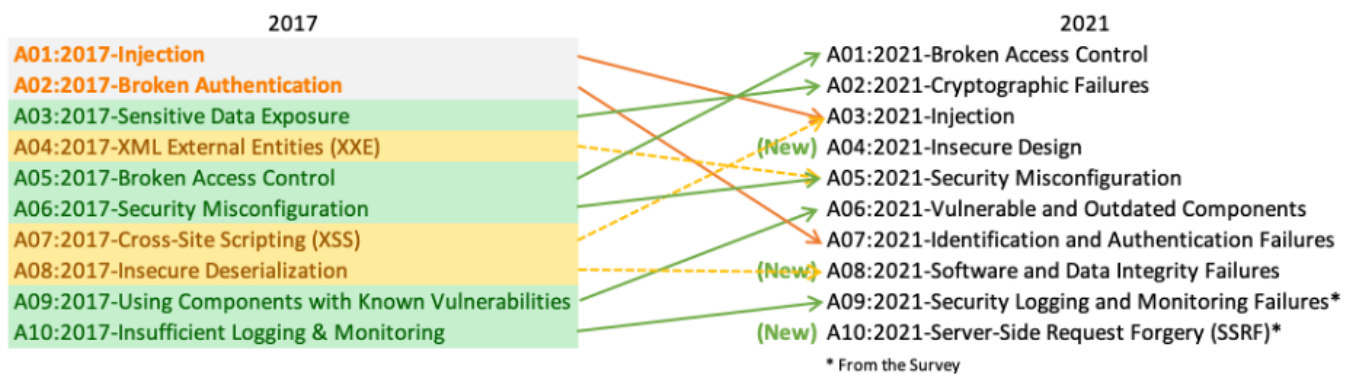 2017
A01:2017-Injection
A02:2017-Broken Authentication
A03:2017-Sensitive Data Exposure
A04:2017-XML External Entities (XXE)
A05:2017-Broken Access Control
A06:2017-Security Misconfiguration
A07:2017-Cross-Site Scripting (XSS)
A08:2017-Insecure Deserialization
A09:2017-Using Components with Known Vulnerabilities
A10:2017-Insufficient Logging & Monitoring
2021
A01:2021-Broken Access Control
A02:2021-Cryptographic Failures
A03:2021-Injection
(New) A04:2021-Insecure Design
A05:2021-Security Misconfiguration
A06:2021-Vulnerable and Outdated Components
A07:2021-Identification and Authentication Failures
(New) A08:2021-Software and Data Integrity Failures
A09:2021-Security Logging and Monitoring Failures*
(New) A10:2021-Server-Side Request Forgery (SSRF)*
* From the Survey